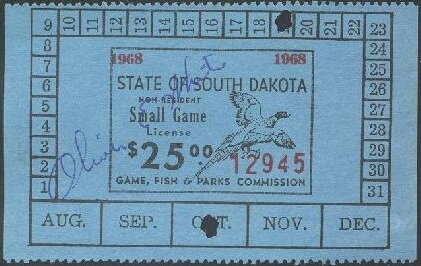 9 10 11 12 13 14 15 16 17 18 20 21 22 23
8 24
7 25
6 26
5 27
4 28
3 29
2 30
1 31
1968 1968
STATE OF SOUTH DAKOTA
NON-RESIDENT
Small Game
License
$25.00
12945
GAME, FISH & PARKS COMMISSION
AUG. SEP. Oct. NOV. DEC.